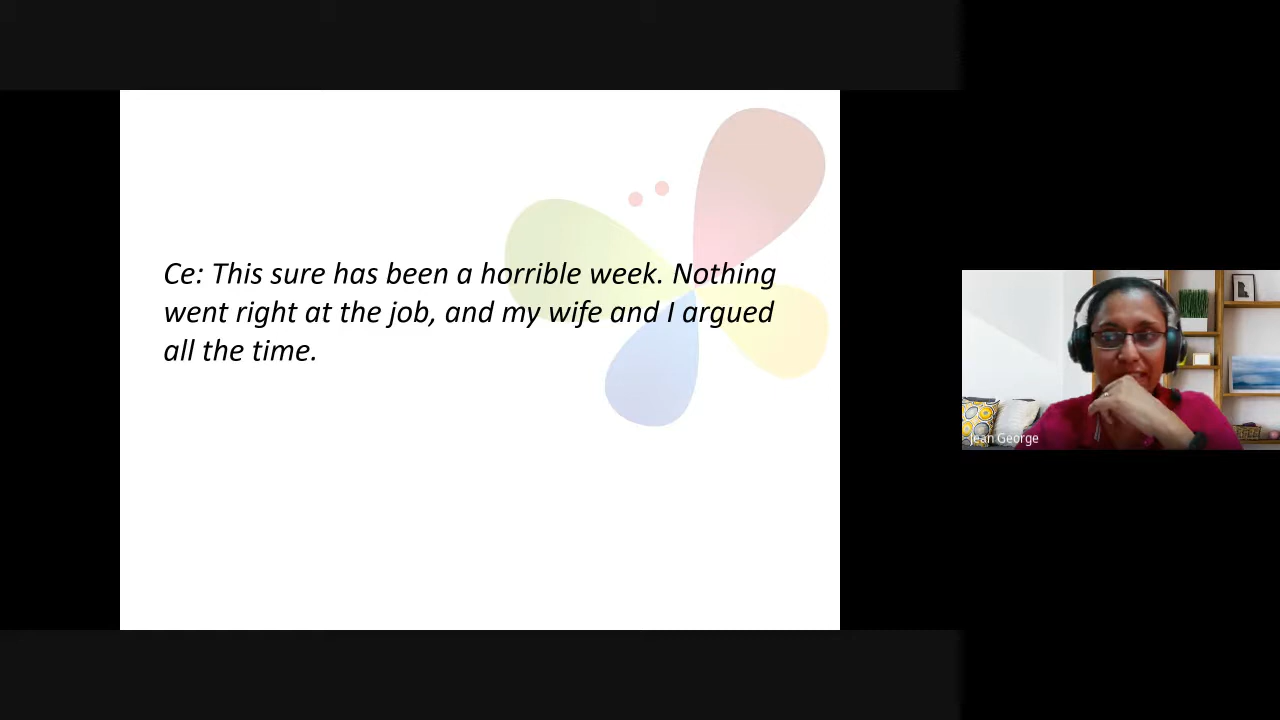 Ce: This sure has been a horrible week. Nothing
went right at the job, and my wife and I argued
all the time.
Jean George